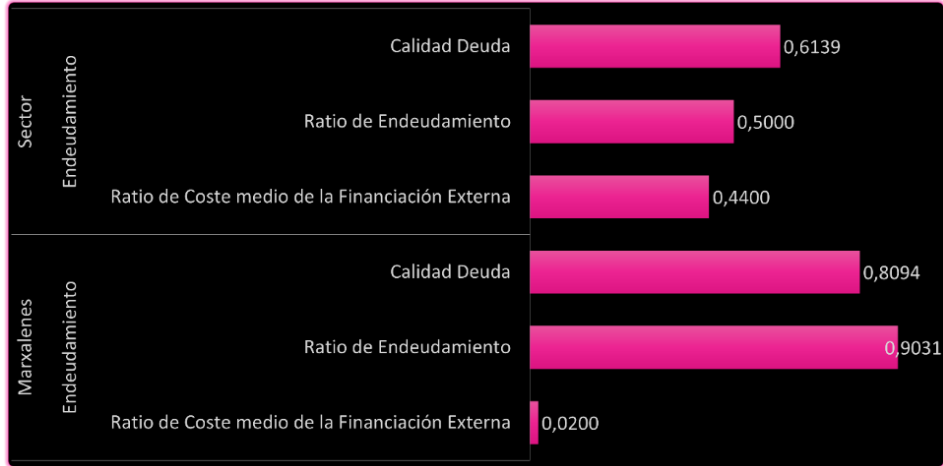 Sector
Endeudamiento
Calidad Deuda
0,6139
Ratio de Endeudamiento
0,5000
Ratio de Coste medio de la Financiación Externa
0,4400
Marxalenes
Endeudamiento
Calidad Deuda
0,8094
Ratio de Endeudamiento
0,9031
Ratio de Coste medio de la Financiación Externa
0,0200